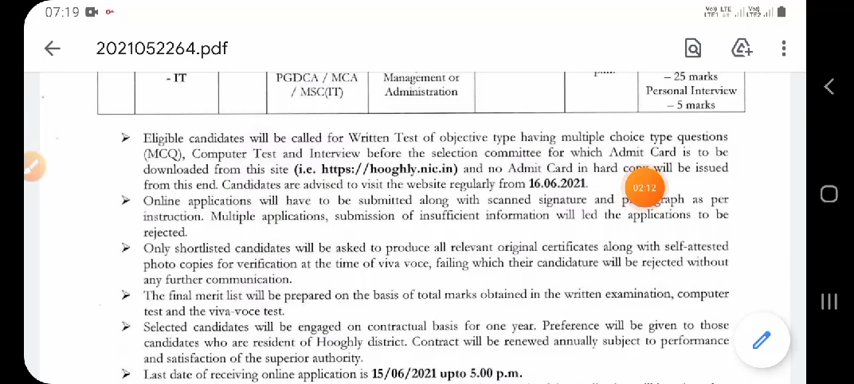 07:19
Vo9 LTE
LTE1
Vo9
LTE2
2021052264.pdf
- IT
PGDCA / MCA
/ MSC(IT)
Management or
Administration
– 25 marks
Personal Interview
– 5 marks
➤ Eligible candidates will be called for Written Test of objective type having multiple choice type questions
(MCQ), Computer Test and Interview before the selection committee for which Admit Card is to be
downloaded from this site (i.e. https://hooghly.nic.in) and no Admit Card in hard copy will be issued
from this end. Candidates are advised to visit the website regularly from 16.06.2021.
02:12
➤ Online applications will have to be submitted along with scanned signature and as per
instruction. Multiple applications, submission of insufficient information will led the applications to be
rejected.
➤ Only shortlisted candidates will be asked to produce all relevant original certificates along with self-attested
photo copies for verification at the time of viva voce, failing which their candidature will be rejected without
any further communication.
➤ The final merit list will be prepared on the basis of total marks obtained in the written examination, computer
test and the viva-voce test.
➤ Selected candidates will be engaged on contractual basis for one year. Preference will be given to those
candidates who are resident of Hooghly district. Contract will be renewed annually subject to performance
and satisfaction of the superior authority.
➤ Last date of receiving online application is 15/06/2021 upto 5.00 p.m.